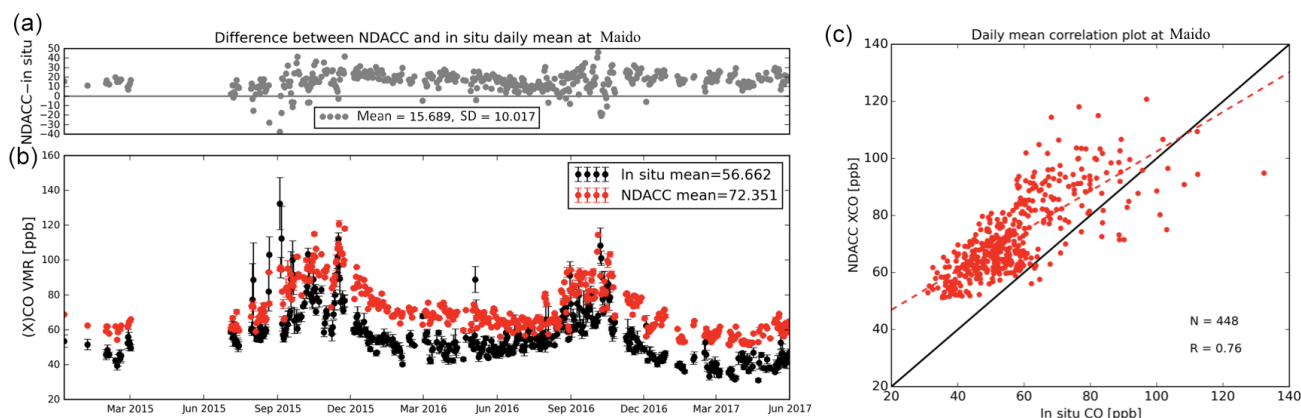 (a)
Difference between NDACC and in situ daily mean at Maido
NDACC−in situ
50
40
30
20
10
0
−10
−20
−30
−40
Mean = 15.689, SD = 10.017
(b)
(X)CO VMR [ppb]
160
140
120
100
80
60
40
20
In situ mean=56.662
NDACC mean=72.351
Mar 2015 Jun 2015 Sep 2015 Dec 2015 Mar 2016 Jun 2016 Sep 2016 Dec 2016 Mar 2017 Jun 2017
(c)
Daily mean correlation plot at Maido
NDACC XCO [ppb]
140
120
100
80
60
40
20
N = 448
R = 0.76
20 40 60 80 100 120 140
In situ CO [ppb]